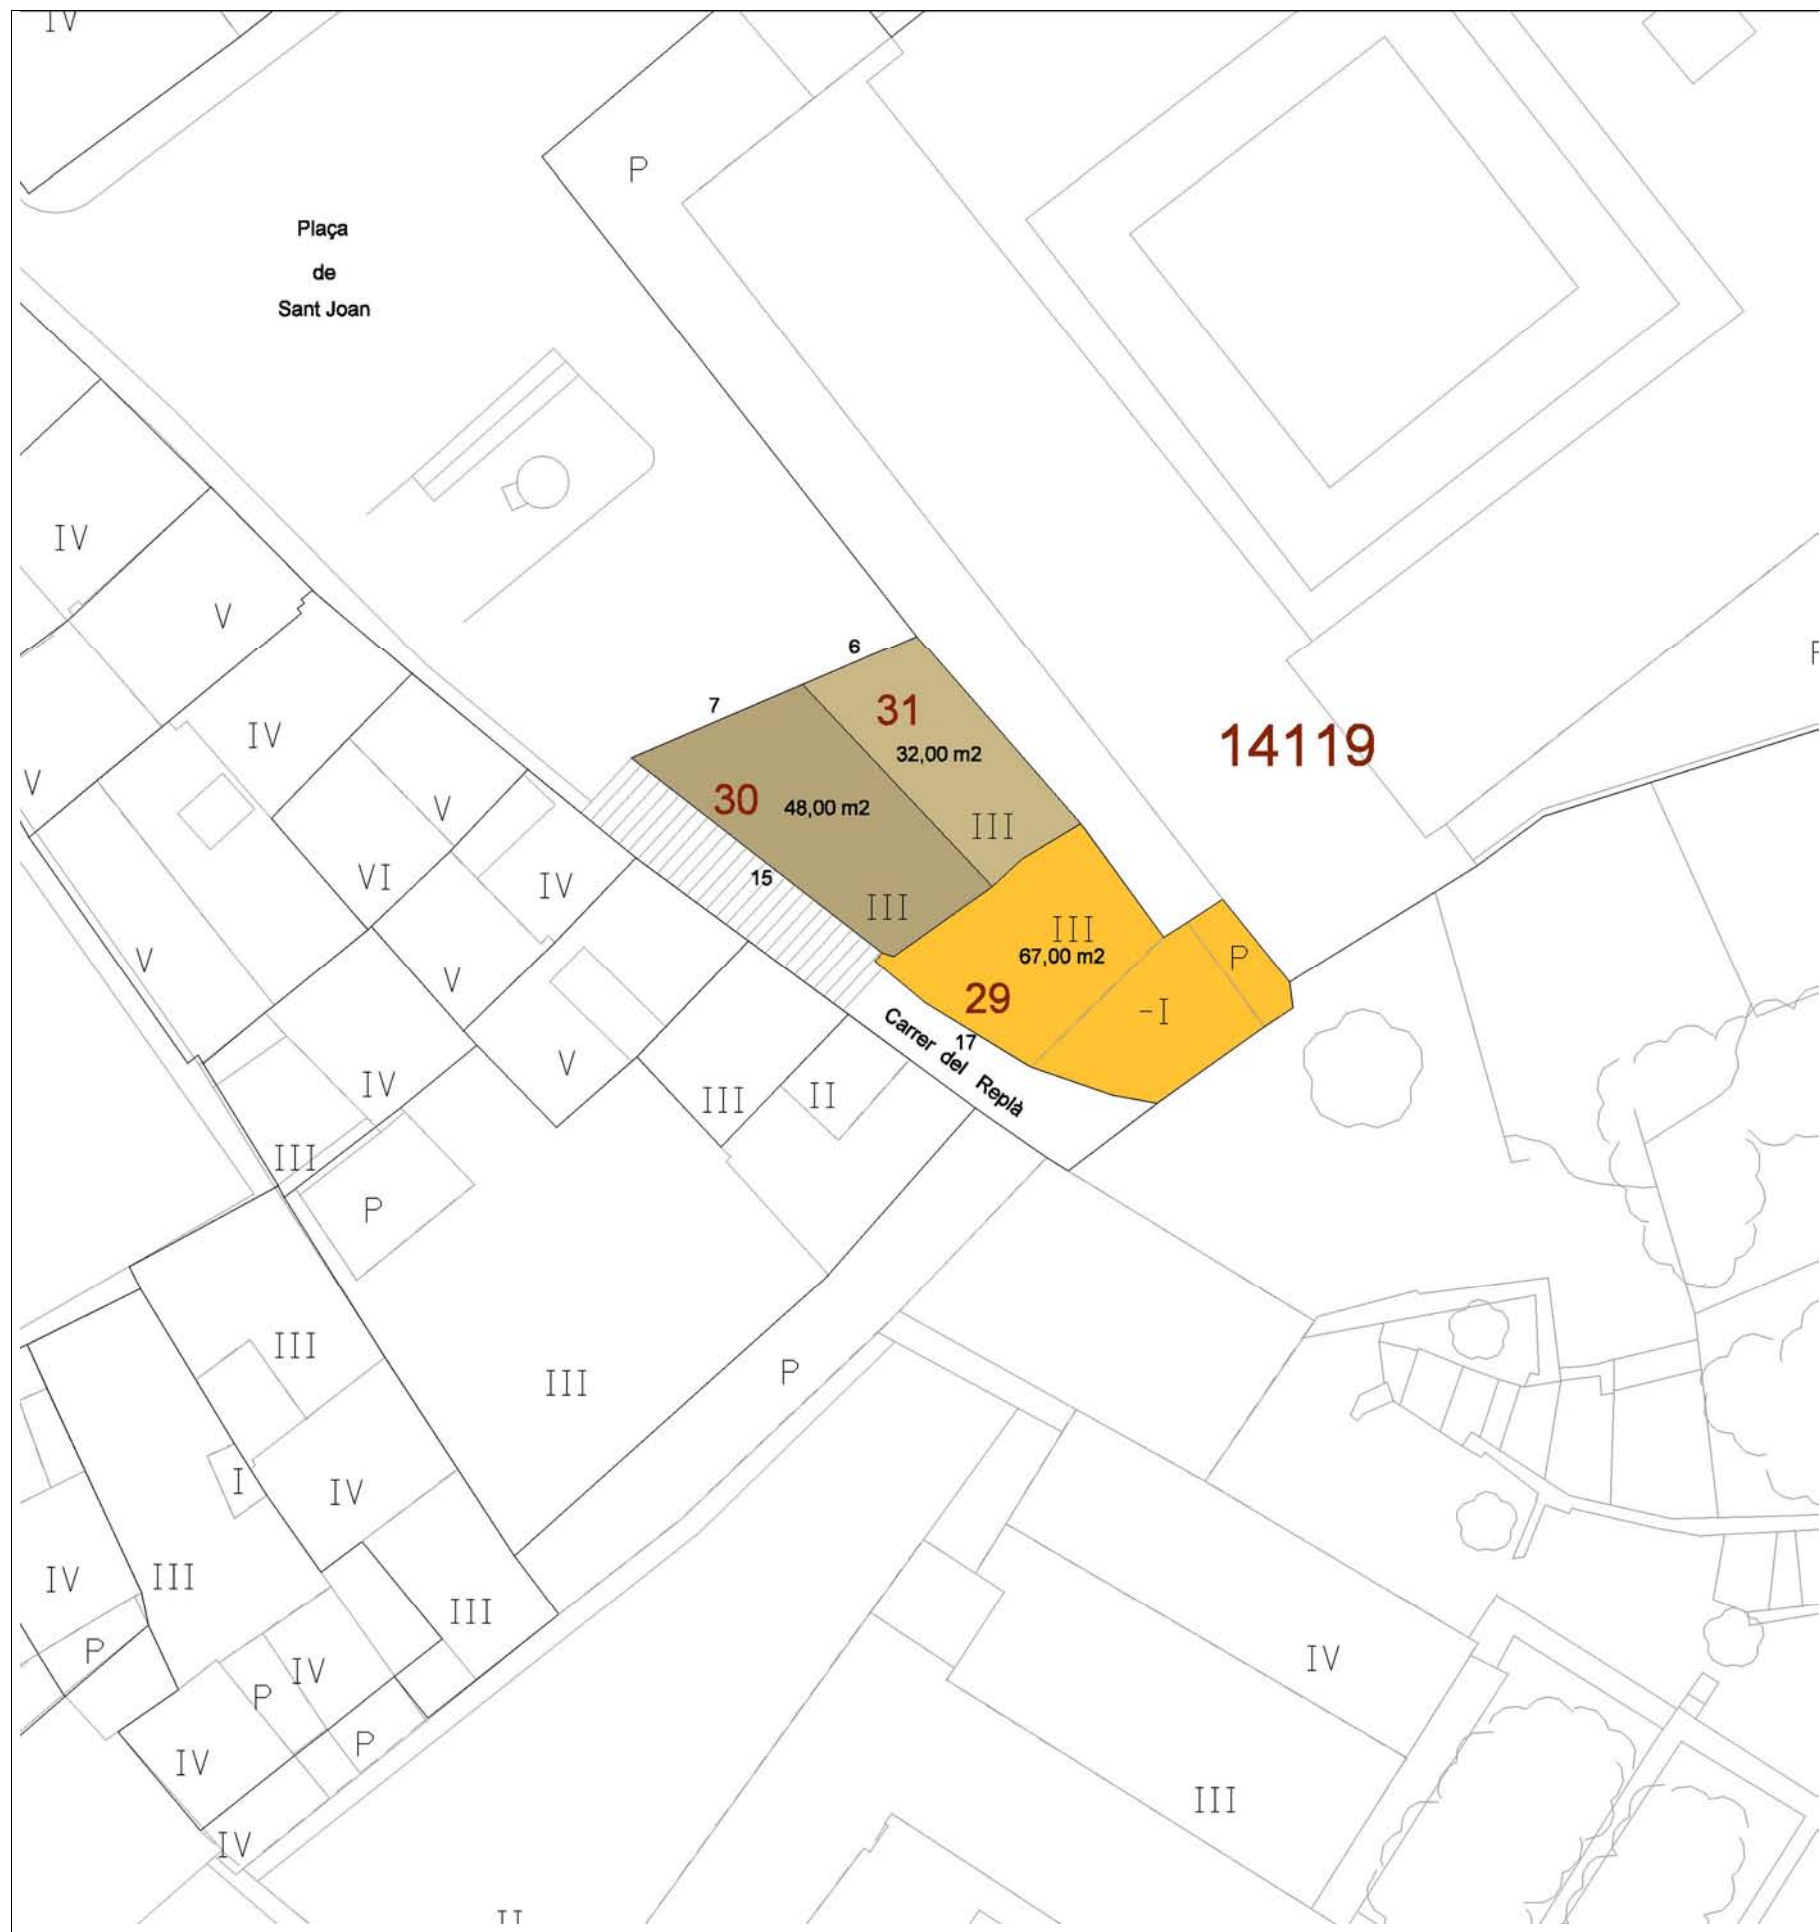 IV
P
Plaça
de
Sant Joan
IV
V
6
7
31
32,00 m2
14119
IV
V
30
48,00 m2
V
III
VI
15
IV
III
III
67,00 m2
P
V
V
29
-I
Carrer del Replà
17
V
IV
III
II
III
P
III
III
P
I
IV
IV
III
III
P
IV
P
IV
P
IV
III
IV
IV
II